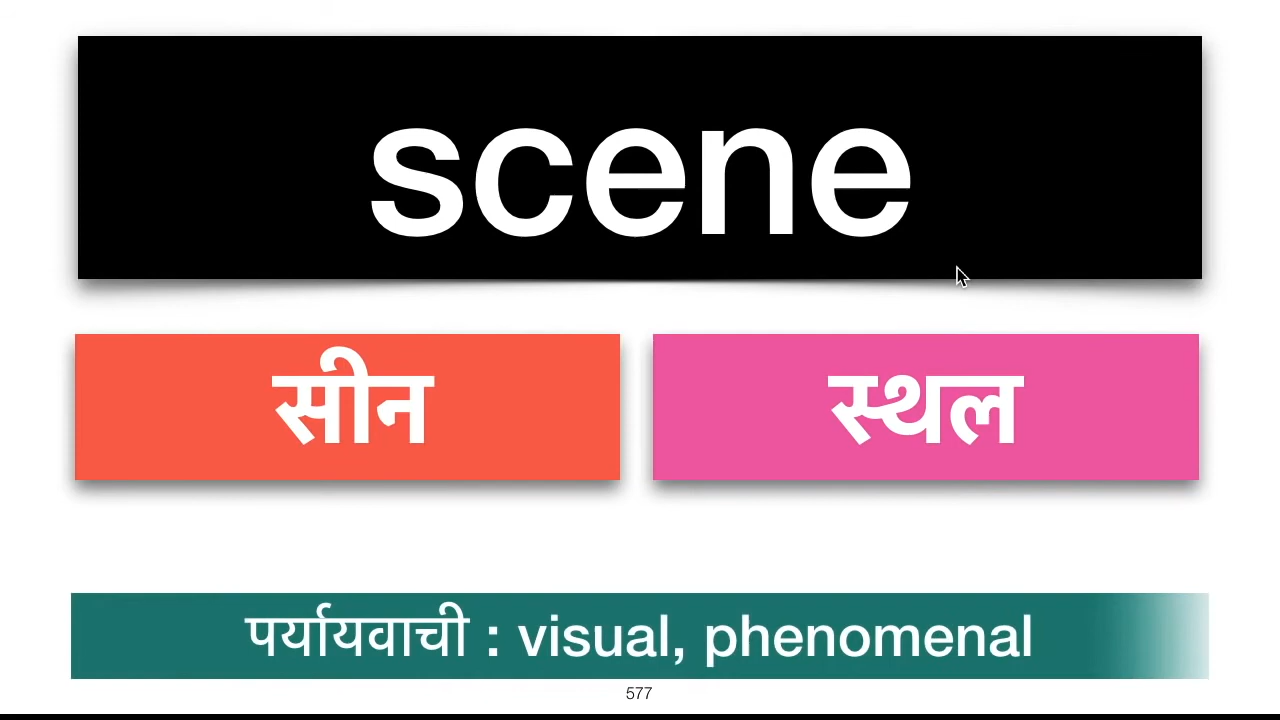 scene
सीन
स्थल
पर्यायवाची : visual, phenomenal
577